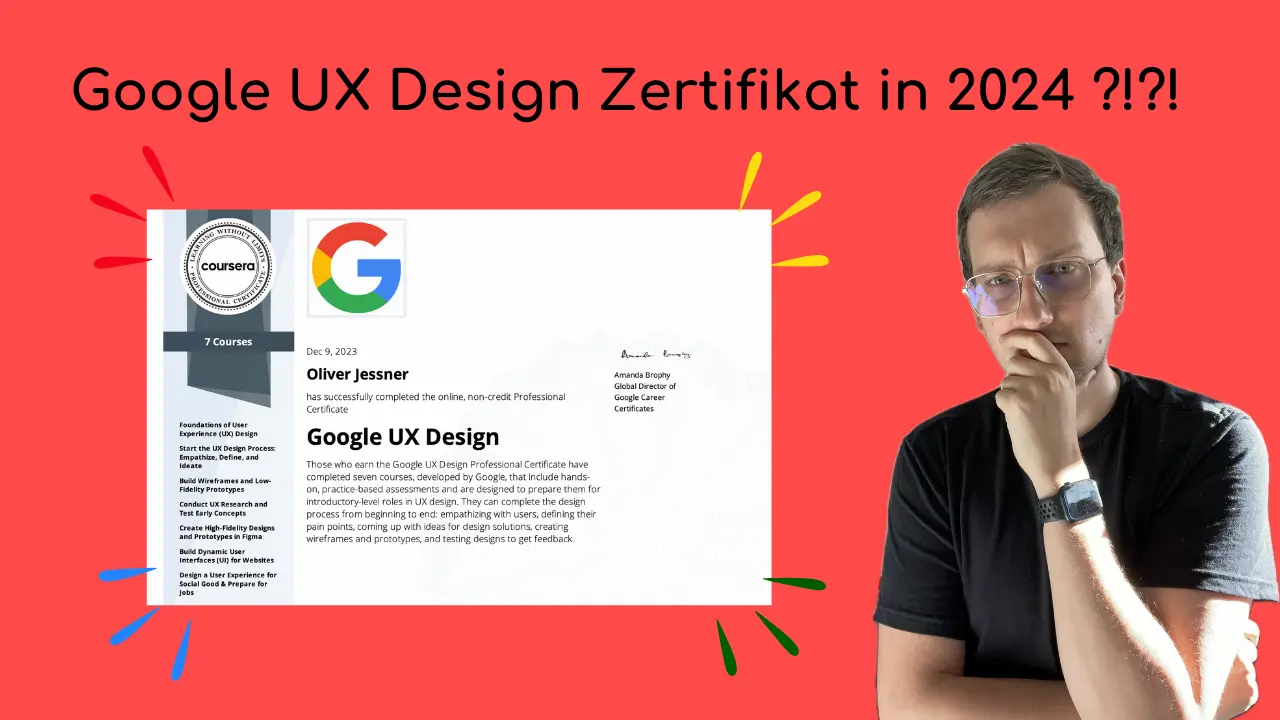 Google UX Design Zertifikat in 2024 ?!?!
LEARNING WITHOUT LIMITS
coursera
PROFESSIONAL CERTIFICATE
7 Courses
Foundations of User
Experience (UX) Design
Start the UX Design Process:
Empathize, Define, and
Ideate
Build Wireframes and Low-
Fidelity Prototypes
Conduct UX Research and
Test Early Concepts
Create High-Fidelity Designs
and Prototypes in Figma
Build Dynamic User
Interfaces (UI) for Websites
Design a User Experience for
Social Good & Prepare for
Jobs
G
Dec 9, 2023
Oliver Jessner
has successfully completed the online, non-credit Professional
Certificate
Google UX Design
Those who earn the Google UX Design Professional Certificate have
completed seven courses, developed by Google, that include hands-
on, practice-based assessments and are designed to prepare them for
introductory-level roles in UX design. They can complete the design
process from beginning to end: empathizing with users, defining their
pain points, coming up with ideas for design solutions, creating
wireframes and prototypes, and testing designs to get feedback.
Amanda Brophy
Amanda Brophy
Global Director of
Google Career
Certificates